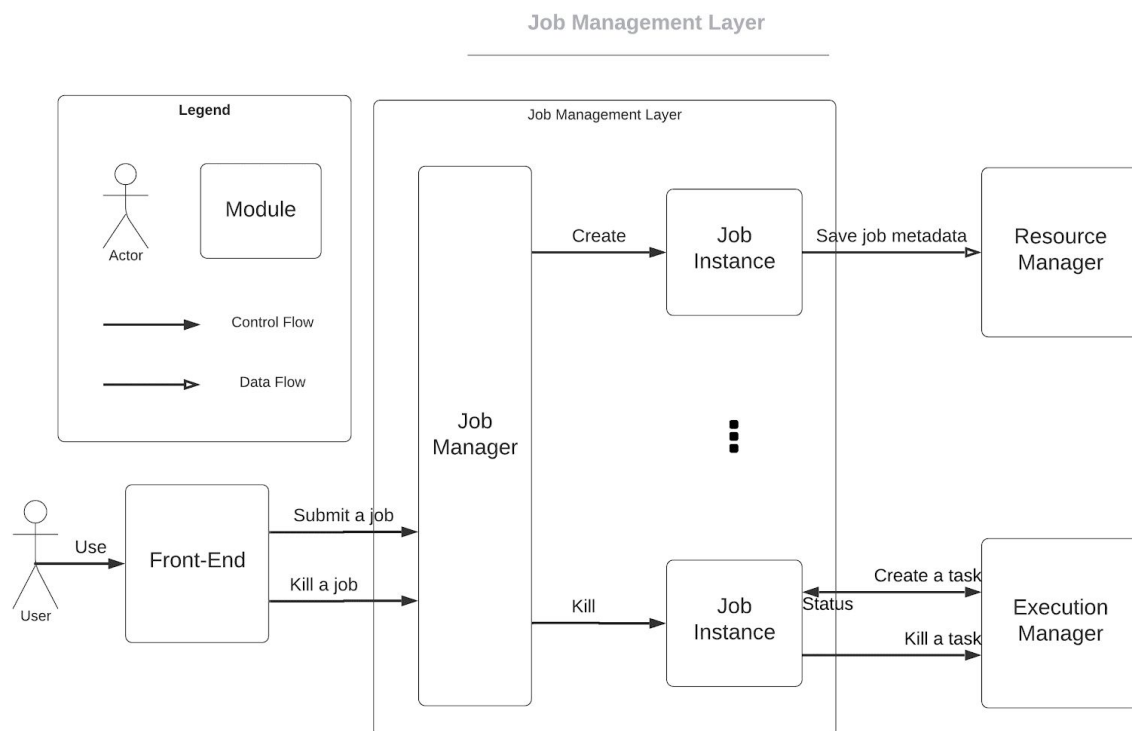 Job Management Layer
Legend
Actor
Module
Control Flow
Data Flow
Job Management Layer
Job
Manager
Create
Job
Instance
Save job metadata
Resource
Manager
User
Use
Front-End
Submit a job
Kill a job
Kill
Job
Instance
Create a task
Status
Kill a task
Execution
Manager